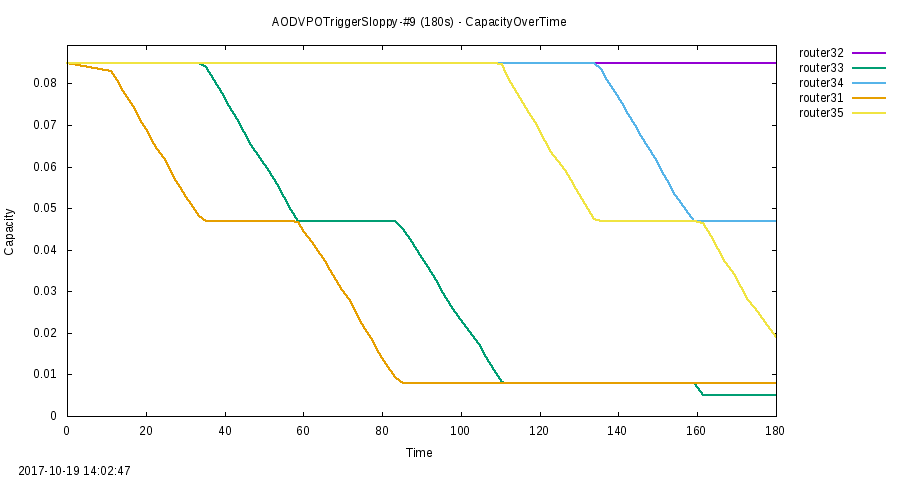 AODVPOTriggerSloppy-#9 (180s) - CapacityOverTime
router32
router33
router34
router31
router35
0.08
0.07
0.06
0.05
0.04
0.03
0.02
0.01
0
Capacity
0 20 40 60 80 100 120 140 160 180
Time
2017-10-19 14:02:47